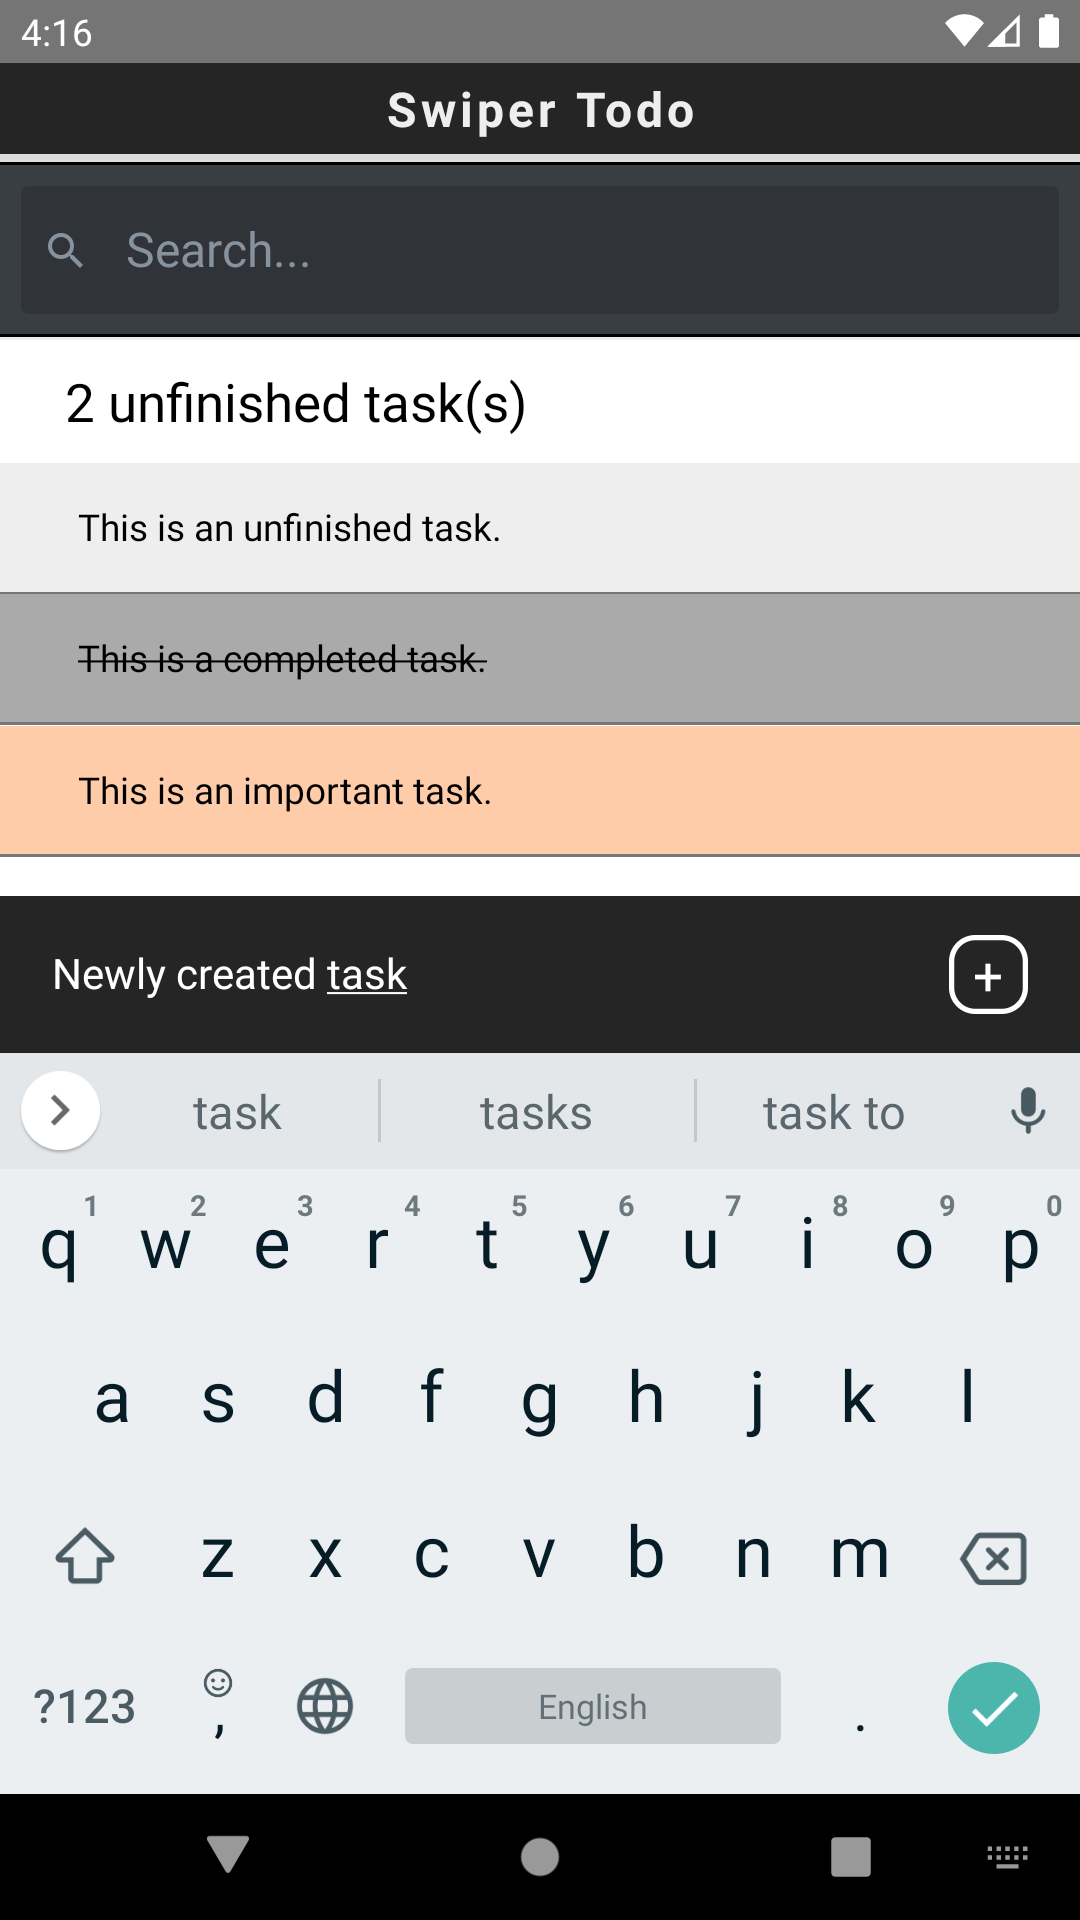 4:16
Swiper Todo
Search...
2 unfinished task(s)
This is an unfinished task.
This is a completed task.
This is an important task.
Newly created task
+
task tasks task to
1 2 3 4 5 6 7 8 9 0
q w e r t y u i o p
a s d f g h j k l
z x c v b n m
?123 , English .